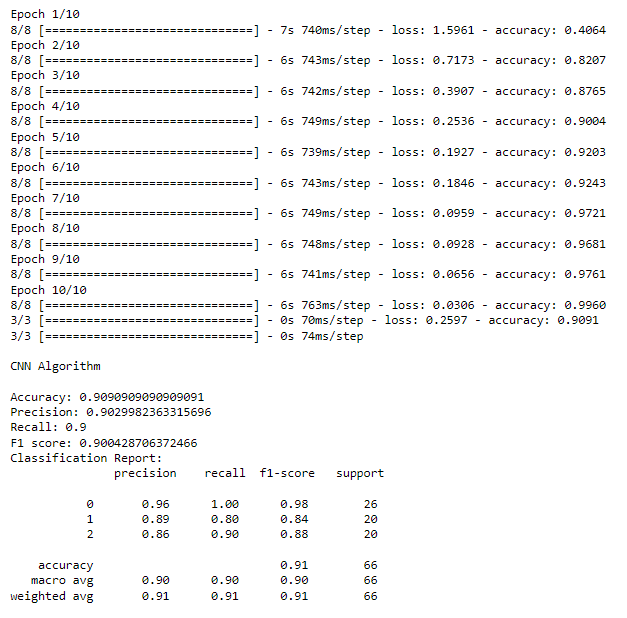 Epoch 1/10
8/8 [==============================] - 7s 740ms/step - loss: 1.5961 - accuracy: 0.4064
Epoch 2/10
8/8 [==============================] - 6s 743ms/step - loss: 0.7173 - accuracy: 0.8207
Epoch 3/10
8/8 [==============================] - 6s 742ms/step - loss: 0.3907 - accuracy: 0.8765
Epoch 4/10
8/8 [==============================] - 6s 749ms/step - loss: 0.2536 - accuracy: 0.9004
Epoch 5/10
8/8 [==============================] - 6s 739ms/step - loss: 0.1927 - accuracy: 0.9203
Epoch 6/10
8/8 [==============================] - 6s 743ms/step - loss: 0.1846 - accuracy: 0.9243
Epoch 7/10
8/8 [==============================] - 6s 749ms/step - loss: 0.0959 - accuracy: 0.9721
Epoch 8/10
8/8 [==============================] - 6s 748ms/step - loss: 0.0928 - accuracy: 0.9681
Epoch 9/10
8/8 [==============================] - 6s 741ms/step - loss: 0.0656 - accuracy: 0.9761
Epoch 10/10
8/8 [==============================] - 6s 763ms/step - loss: 0.0306 - accuracy: 0.9960
3/3 [==============================] - 0s 70ms/step - loss: 0.2597 - accuracy: 0.9091
3/3 [==============================] - 0s 74ms/step

CNN Algorithm

Accuracy: 0.9090909090909091
Precision: 0.9029982363315696
Recall: 0.9
F1 score: 0.900428706372466
Classification Report:
              precision    recall  f1-score   support

           0       0.96      1.00      0.98        26
           1       0.89      0.80      0.84        20
           2       0.86      0.90      0.88        20

    accuracy                           0.91        66
   macro avg       0.90      0.90      0.90        66
weighted avg       0.91      0.91      0.91        66